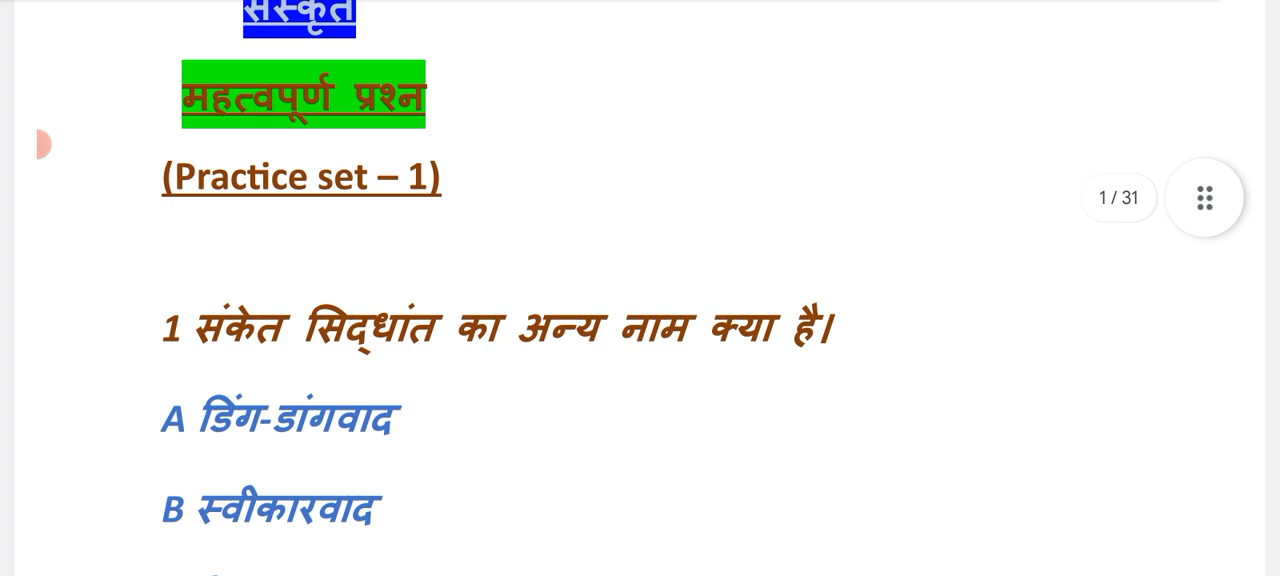 संस्कृत
महत्वपूर्ण प्रश्न
(Practice set – 1)
1 / 31
1 संकेत सिद्धांत का अन्य नाम क्या है।
A डिंग-डांगवाद
B स्वीकारवाद